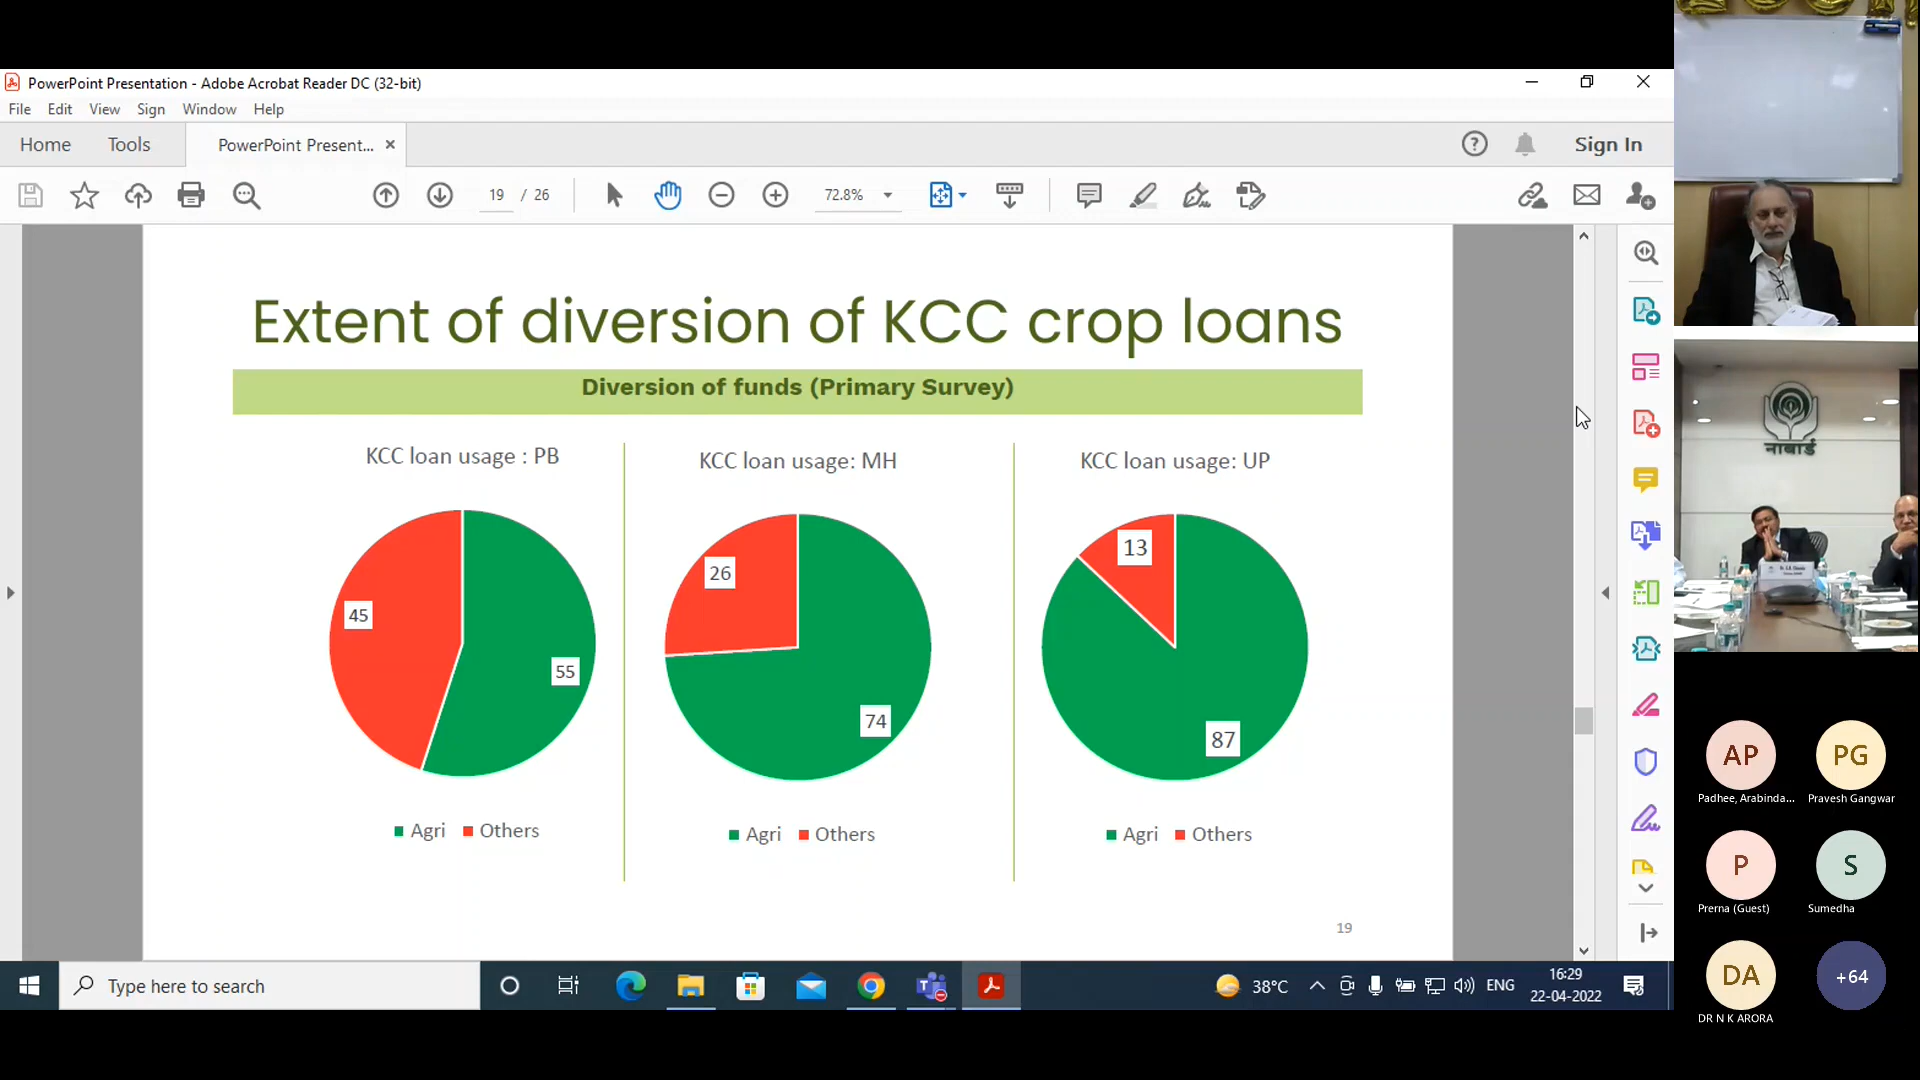 PowerPoint Presentation - Adobe Acrobat Reader DC (32-bit)
File Edit View Sign Window Help
Home Tools PowerPoint Present... × Sign In
19 / 26 72.8%
Extent of diversion of KCC crop loans
Diversion of funds (Primary Survey)
KCC loan usage : PB
45
55
Agri Others
KCC loan usage: MH
26
74
Agri Others
KCC loan usage: UP
13
87
Agri Others
19
नाबार्ड
AP
Padhee, Arabinda...
PG
Pravesh Gangwar
P
Prerna (Guest)
S
Sumedha
DA
DR N K ARORA
+64
Type here to search
38°C
ENG
16:29
22-04-2022